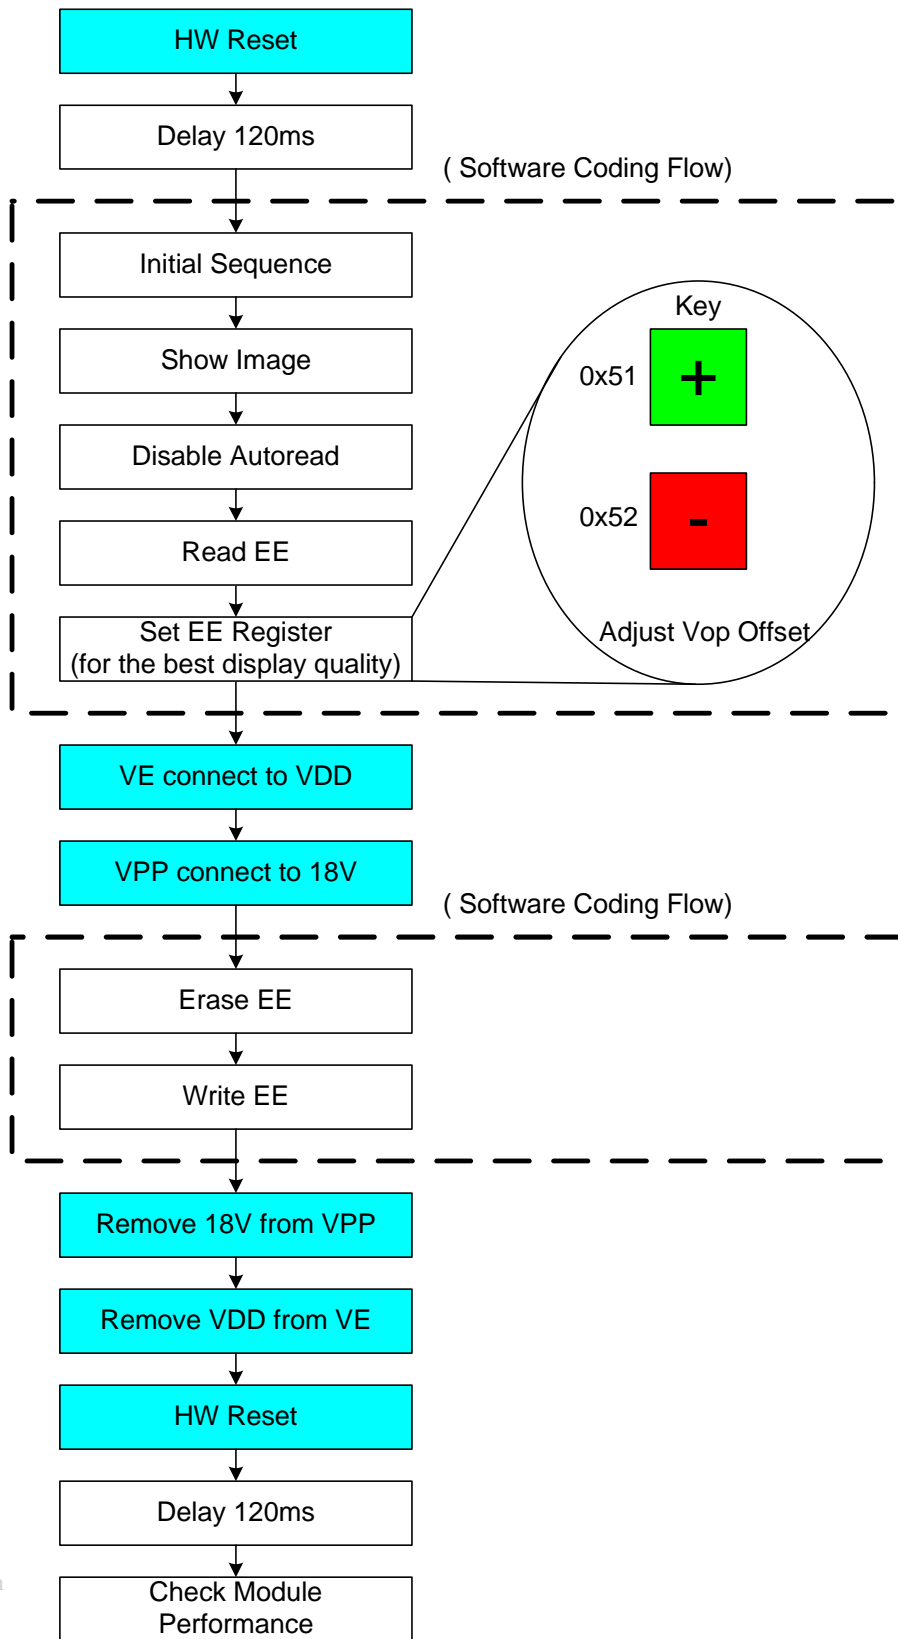 HW Reset
Delay 120ms
( Software Coding Flow)
Initial Sequence
Show Image
Disable Autoread
Read EE
Set EE Register
(for the best display quality)
Key
0x51
+
0x52
-
Adjust Vop Offset
VE connect to VDD
VPP connect to 18V
( Software Coding Flow)
Erase EE
Write EE
Remove 18V from VPP
Remove VDD from VE
HW Reset
Delay 120ms
Check Module
Performance